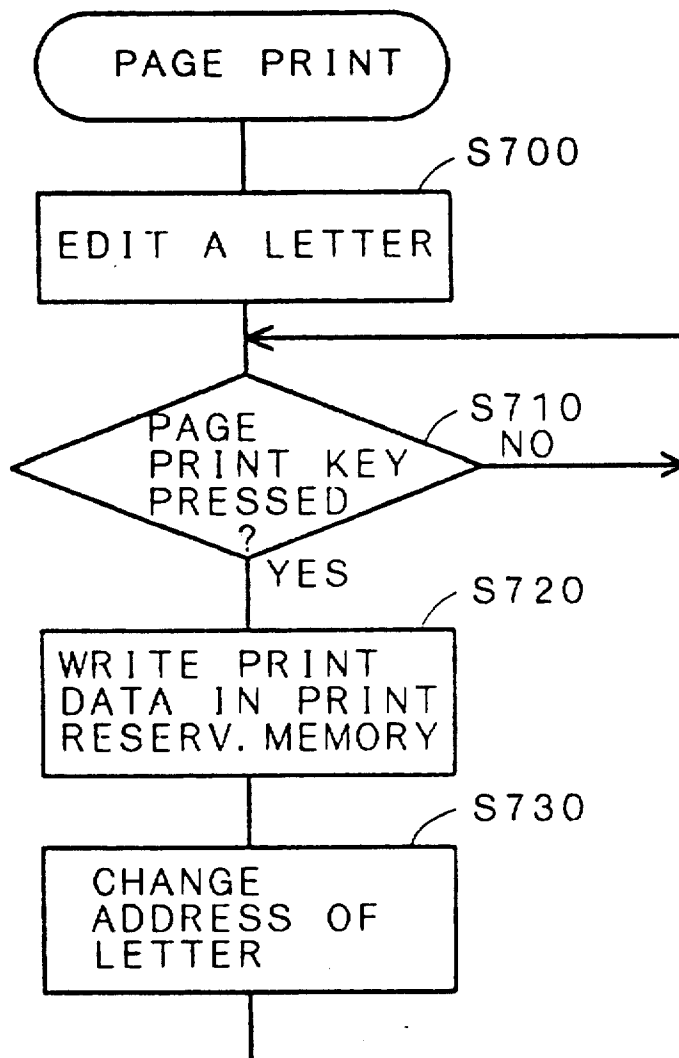 PAGE PRINT
S700
EDIT A LETTER
S710
PAGE
PRINT KEY
PRESSED
?
NO
YES
S720
WRITE PRINT
DATA IN PRINT
RESERV. MEMORY
S730
CHANGE
ADDRESS OF
LETTER